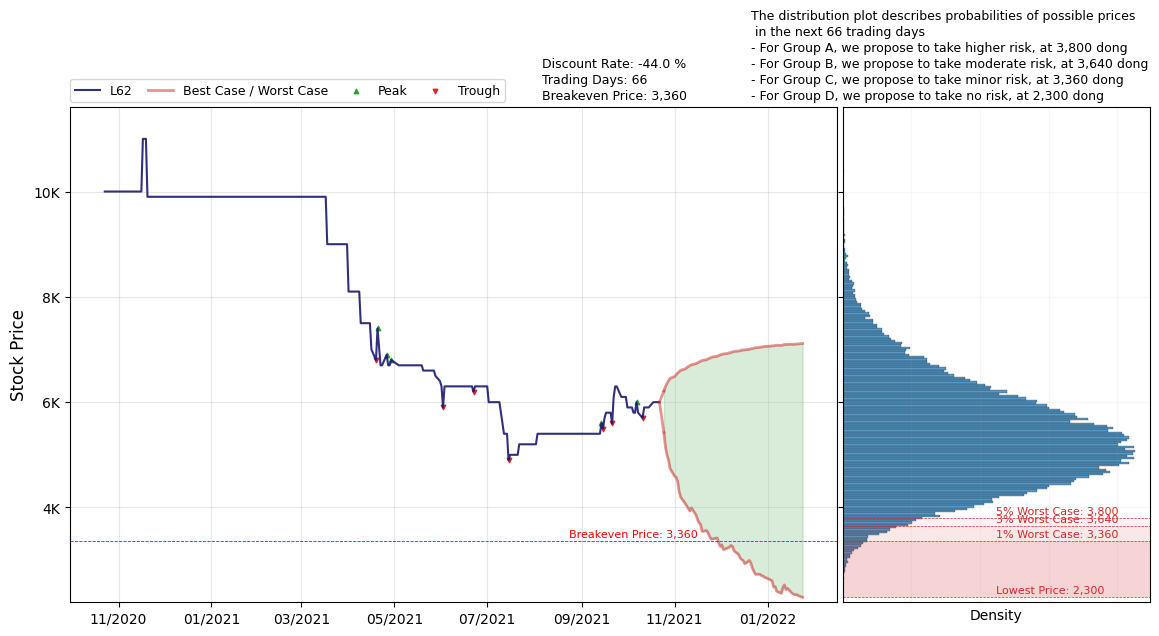 The distribution plot describes probabilities of possible prices
in the next 66 trading days
- For Group A, we propose to take higher risk, at 3,800 dong
- For Group B, we propose to take moderate risk, at 3,640 dong
- For Group C, we propose to take minor risk, at 3,360 dong
- For Group D, we propose to take no risk, at 2,300 dong
Discount Rate: -44.0 %
Trading Days: 66
Breakeven Price: 3,360
L62
Best Case / Worst Case
Peak
Trough
Stock Price
10K
8K
6K
4K
Breakeven Price: 3,360
5% Worst Case: 3,800
3% Worst Case: 3,640
1% Worst Case: 3,360
Lowest Price: 2,300
11/2020
01/2021
03/2021
05/2021
07/2021
09/2021
11/2021
01/2022
Density